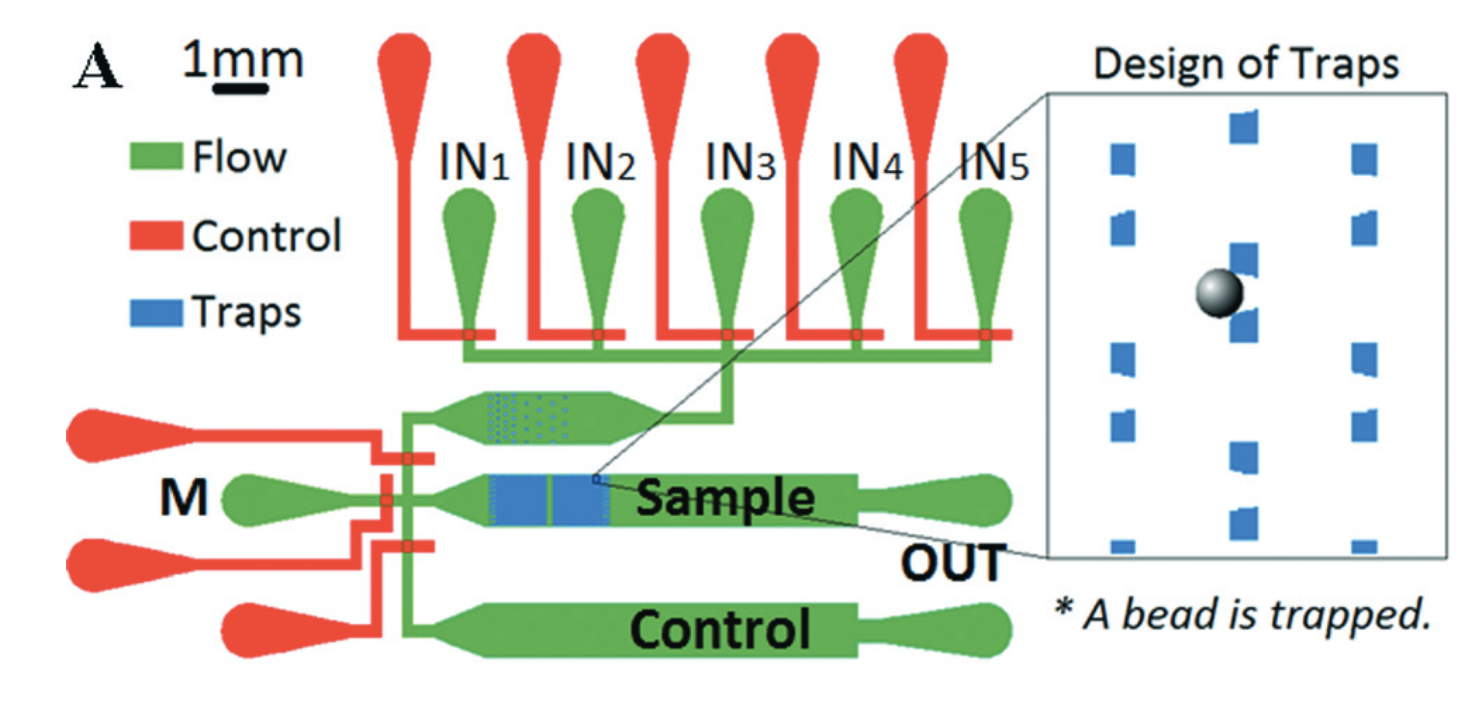 A
1mm
Flow
Control
Traps
IN1
IN2
IN3
IN4
IN5
Design of Traps
M
Sample
OUT
Control
* A bead is trapped.